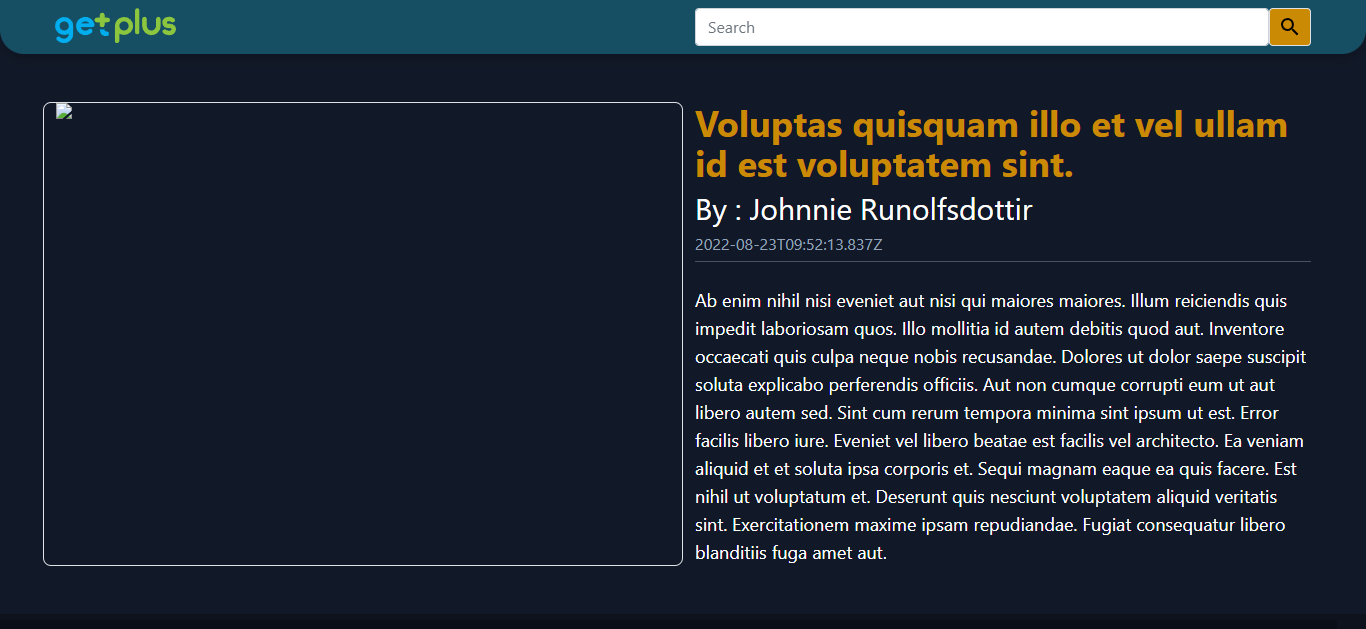 getplus
Search
Voluptas quisquam illo et vel ullam
id est voluptatem sint.
By : Johnnie Runolfsdottir
2022-08-23T09:52:13.837Z
Ab enim nihil nisi eveniet aut nisi qui maiores maiores. Illum reiciendis quis
impedit laboriosam quos. Illo mollitia id autem debitis quod aut. Inventore
occaecati quis culpa neque nobis recusandae. Dolores ut dolor saepe suscipit
soluta explicabo perferendis officiis. Aut non cumque corrupti eum ut aut
libero autem sed. Sint cum rerum tempora minima sint ipsum ut est. Error
facilis libero iure. Eveniet vel libero beatae est facilis vel architecto. Ea veniam
aliquid et et soluta ipsa corporis et. Sequi magnam eaque ea quis facere. Est
nihil ut voluptatum et. Deserunt quis nesciunt voluptatem aliquid veritatis
sint. Exercitationem maxime ipsam repudiandae. Fugiat consequatur libero
blanditiis fuga amet aut.